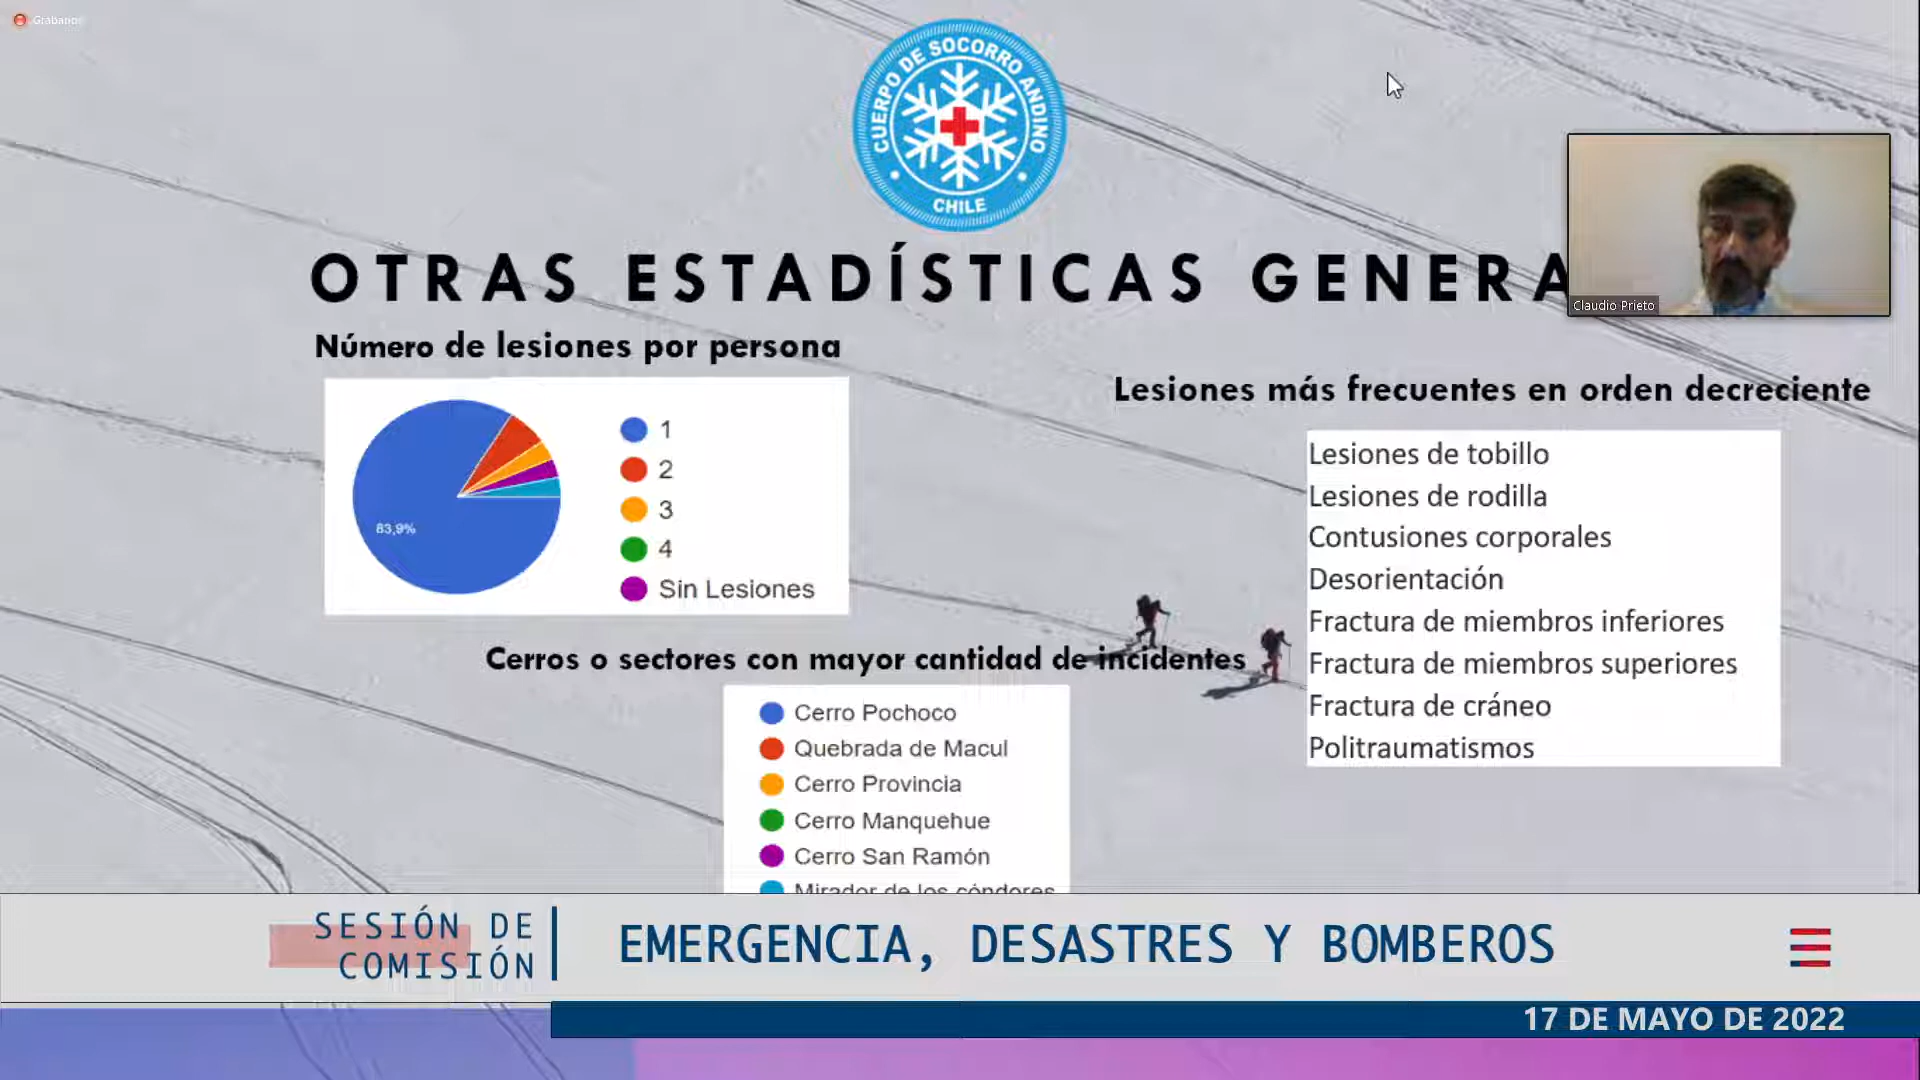 Grabando
CUERPO DE SOCORRO ANDINO
CHILE
OTRAS ESTADÍSTICAS GENERA
Claudio Prieto
Número de lesiones por persona
83,9%
1
2
3
4
Sin Lesiones
Lesiones más frecuentes en orden decreciente
Lesiones de tobillo
Lesiones de rodilla
Contusiones corporales
Desorientación
Fractura de miembros inferiores
Fractura de miembros superiores
Fractura de cráneo
Politraumatismos
Cerros o sectores con mayor cantidad de incidentes
Cerro Pochoco
Quebrada de Macul
Cerro Provincia
Cerro Manquehue
Cerro San Ramón
Mirador de los cóndores
SESIÓN DE
COMISIÓN
EMERGENCIA, DESASTRES Y BOMBEROS
17 DE MAYO DE 2022